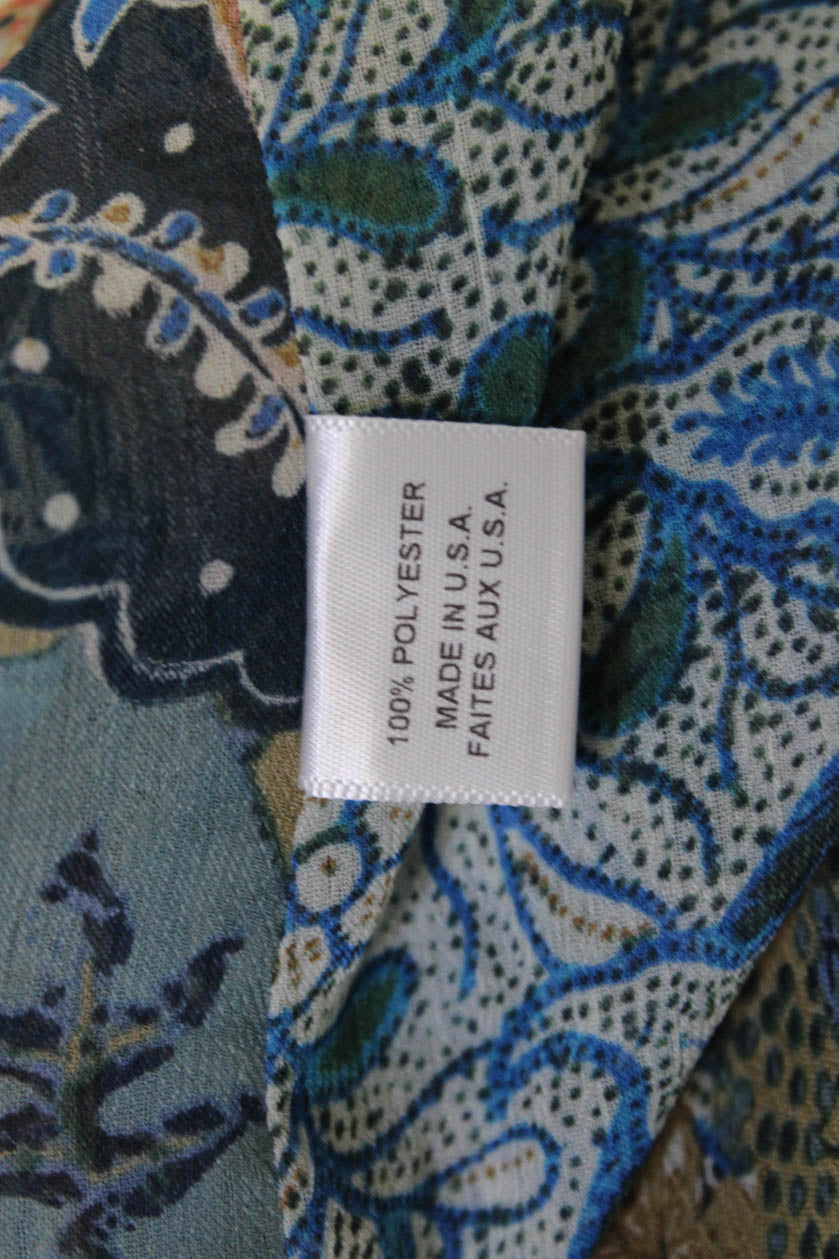 100% POLYESTER
MADE IN U.S.A.
FAITES AUX U.S.A.